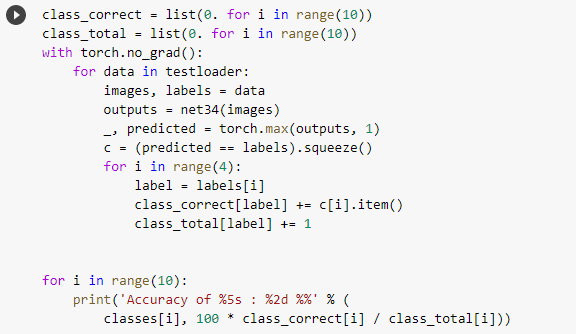 class_correct = list(0. for i in range(10))
class_total = list(0. for i in range(10))
with torch.no_grad():
    for data in testloader:
        images, labels = data
        outputs = net34(images)
        _, predicted = torch.max(outputs, 1)
        c = (predicted == labels).squeeze()
        for i in range(4):
            label = labels[i]
            class_correct[label] += c[i].item()
            class_total[label] += 1
for i in range(10):
    print('Accuracy of %5s : %2d %%' % (
        classes[i], 100 * class_correct[i] / class_total[i]))